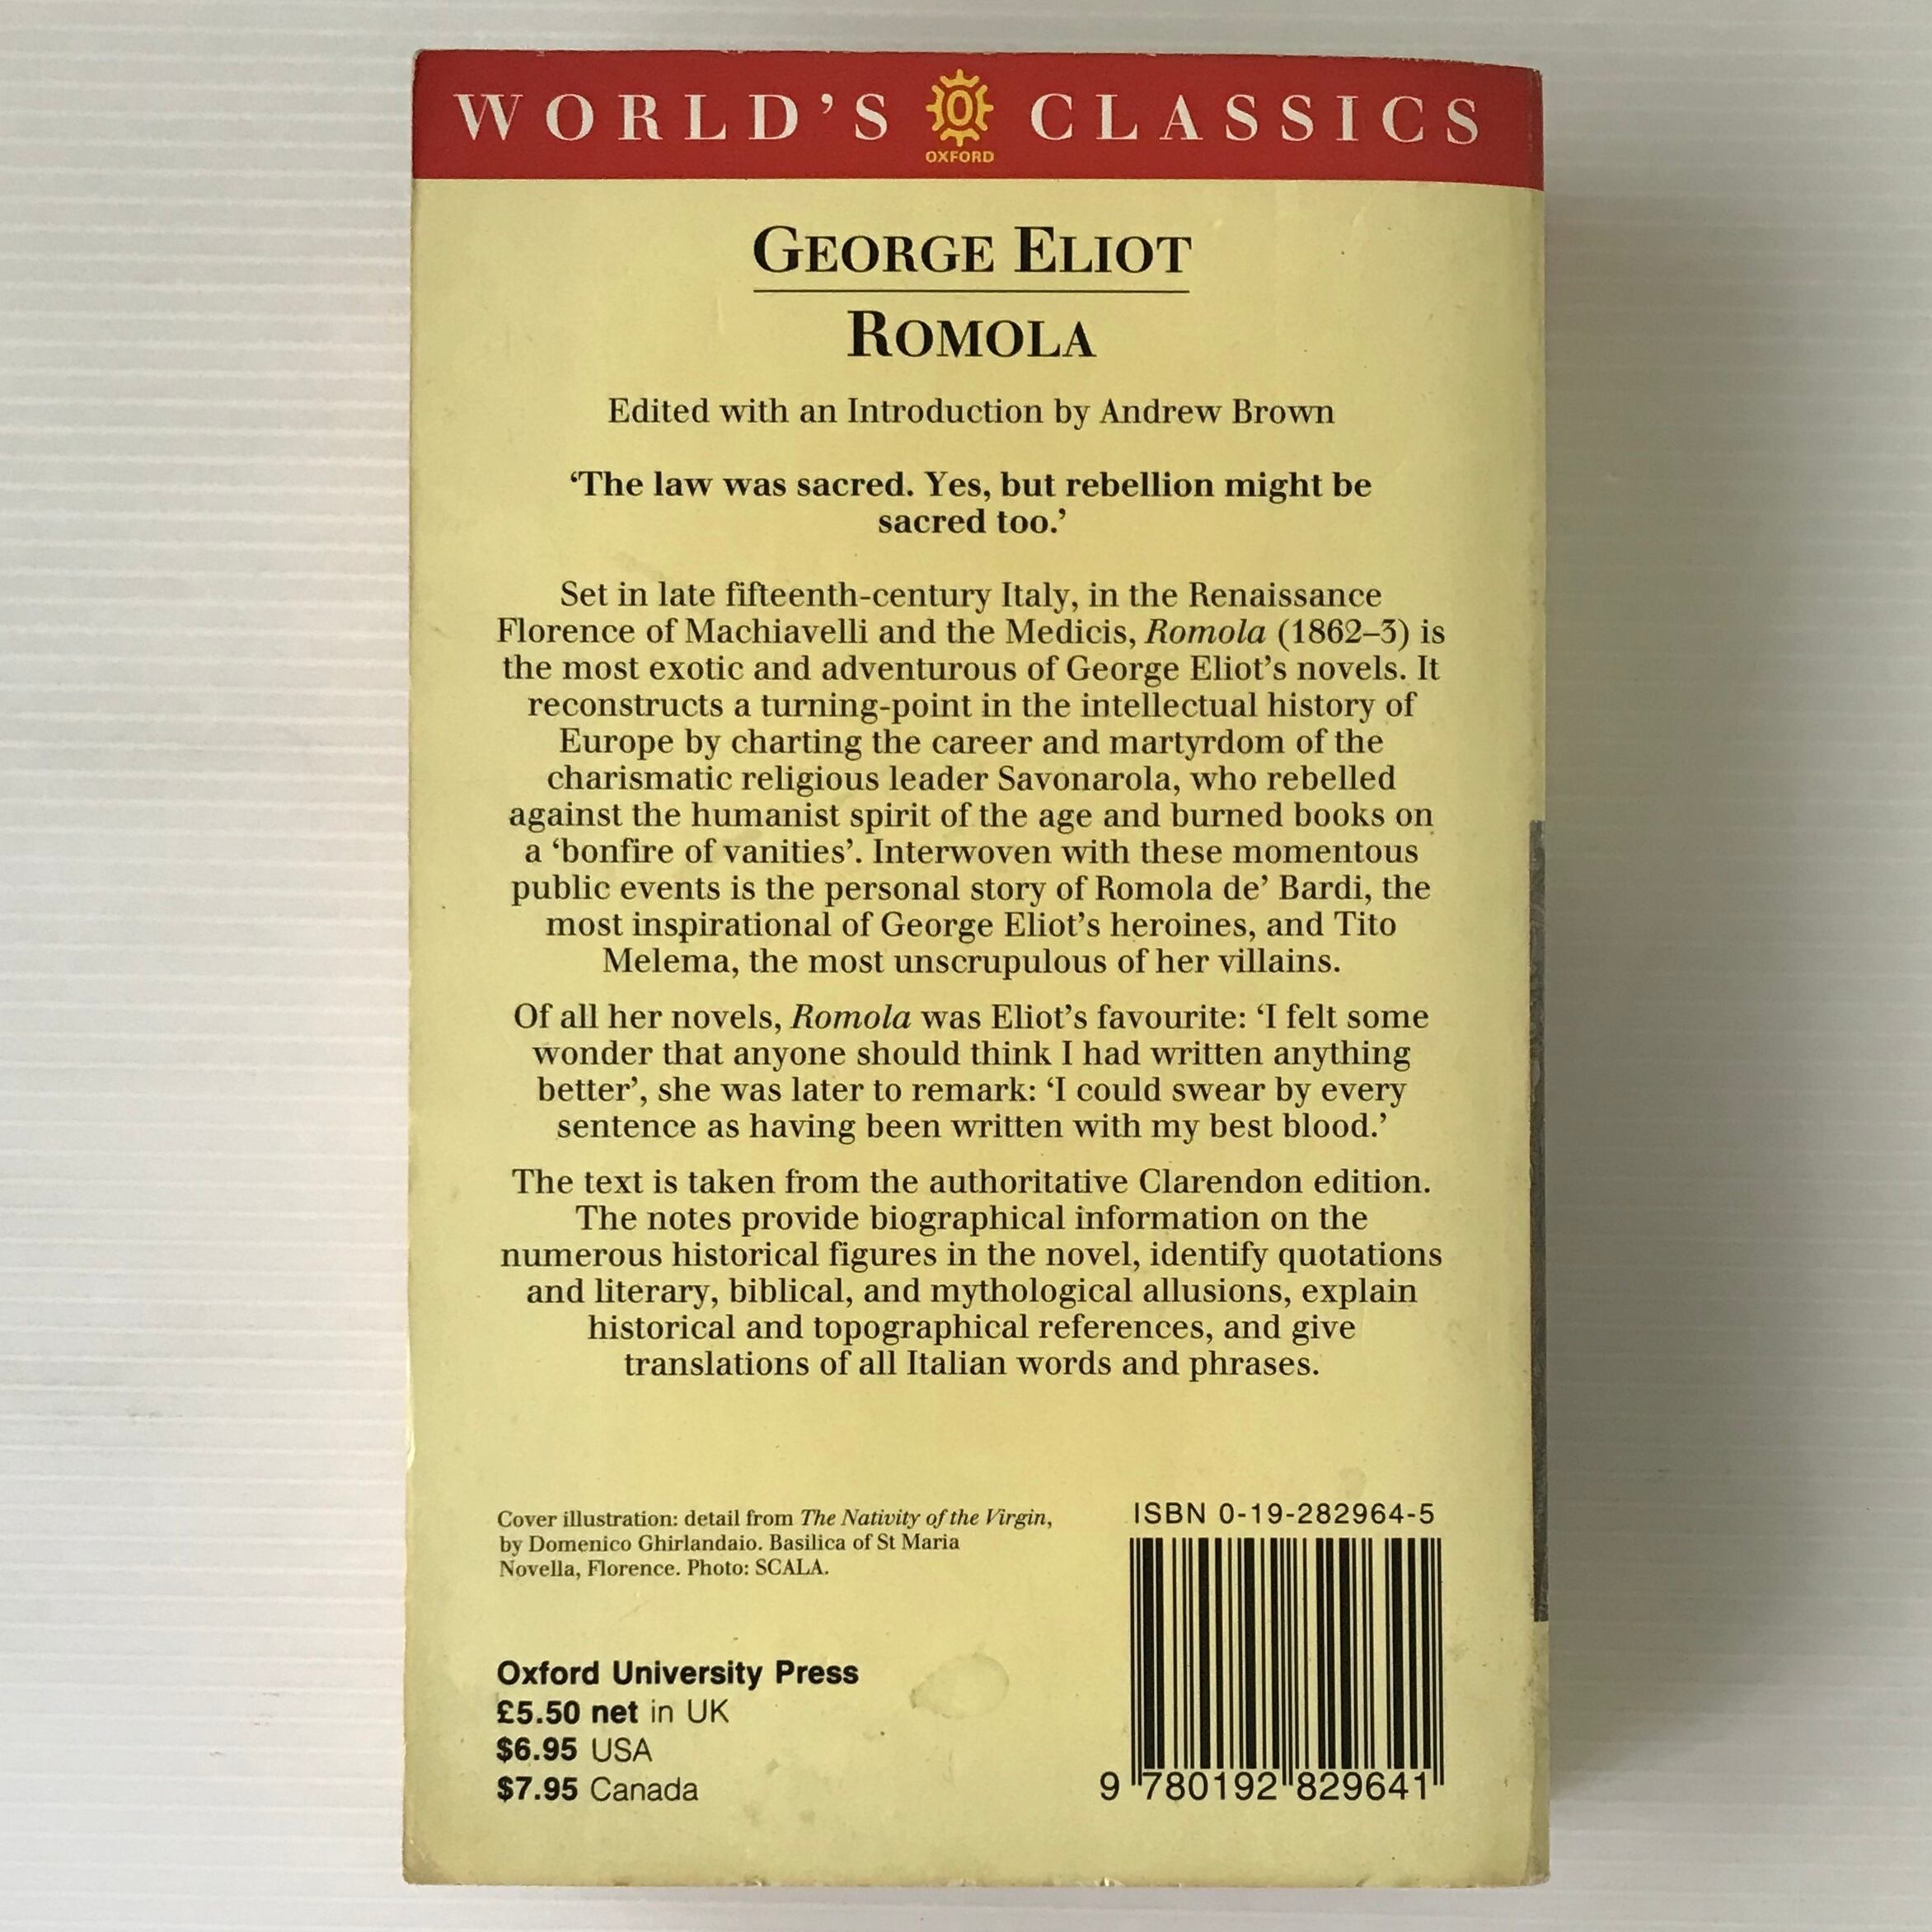 WORLD'S OXFORD CLASSICS
GEORGE ELIOT
ROMOLA
Edited with an Introduction by Andrew Brown
‘The law was sacred. Yes, but rebellion might be
sacred too.’
Set in late fifteenth-century Italy, in the Renaissance
Florence of Machiavelli and the Medicis, Romola (1862–3) is
the most exotic and adventurous of George Eliot’s novels. It
reconstructs a turning-point in the intellectual history of
Europe by charting the career and martyrdom of the
charismatic religious leader Savonarola, who rebelled
against the humanist spirit of the age and burned books on
a ‘bonfire of vanities’. Interwoven with these momentous
public events is the personal story of Romola de’ Bardi, the
most inspirational of George Eliot’s heroines, and Tito
Melema, the most unscrupulous of her villains.
Of all her novels, Romola was Eliot’s favourite: ‘I felt some
wonder that anyone should think I had written anything
better’, she was later to remark: ‘I could swear by every
sentence as having been written with my best blood.’
The text is taken from the authoritative Clarendon edition.
The notes provide biographical information on the
numerous historical figures in the novel, identify quotations
and literary, biblical, and mythological allusions, explain
historical and topographical references, and give
translations of all Italian words and phrases.
Cover illustration: detail from The Nativity of the Virgin,
by Domenico Ghirlandaio. Basilica of St Maria
Novella, Florence. Photo: SCALA.
Oxford University Press
£5.50 net in UK
$6.95 USA
$7.95 Canada
ISBN 0-19-282964-5
9 780192 829641